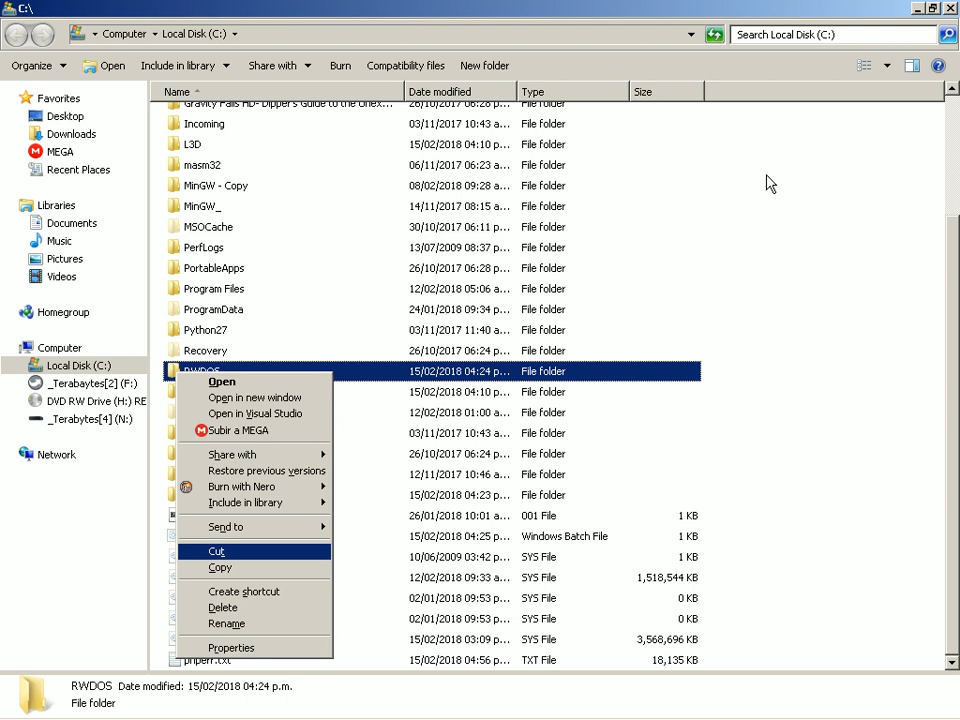 C:\
Computer Local Disk (C:)
Search Local Disk (C:)
Organize Open Include in library Share with Burn Compatibility files New folder
Name Date modified Type Size
Favorites
Desktop
Downloads
MEGA
Recent Places
Libraries
Documents
Music
Pictures
Videos
Homegroup
Computer
Local Disk (C:)
_Terabytes[2] (F:)
DVD RW Drive (H:) RE
_Terabytes[4] (N:)
Network
Gravity Falls HD- Dipper's Guide to the Unex... 26/10/2017 06:28 p... File folder
Incoming 03/11/2017 10:43 a... File folder
L3D 15/02/2018 04:10 p... File folder
masm32 06/11/2017 06:23 a... File folder
MinGW - Copy 08/02/2018 09:28 a... File folder
MinGW_ 14/11/2017 08:15 a... File folder
MSOCache 30/10/2017 06:11 p... File folder
PerfLogs 13/07/2009 08:37 p... File folder
PortableApps 26/10/2017 06:28 p... File folder
Program Files 12/02/2018 05:06 a... File folder
ProgramData 24/01/2018 09:34 p... File folder
Python27 03/11/2017 11:40 a... File folder
Recovery 26/10/2017 06:24 p... File folder
RWDOS 15/02/2018 04:24 p... File folder
15/02/2018 04:10 p... File folder
12/02/2018 01:00 a... File folder
03/11/2017 10:43 a... File folder
26/10/2017 06:24 p... File folder
12/11/2017 10:46 a... File folder
15/02/2018 04:23 p... File folder
26/01/2018 10:01 a... 001 File 1 KB
15/02/2018 04:25 p... Windows Batch File 1 KB
10/06/2009 03:42 p... SYS File 1 KB
12/02/2018 09:33 a... SYS File 1,518,544 KB
02/01/2018 09:53 p... SYS File 0 KB
02/01/2018 09:53 p... SYS File 0 KB
15/02/2018 03:09 p... SYS File 3,568,696 KB
15/02/2018 04:56 p... TXT File 18,135 KB
Open
Open in new window
Open in Visual Studio
Subir a MEGA
Share with
Restore previous versions
Burn with Nero
Include in library
Send to
Cut
Copy
Create shortcut
Delete
Rename
Properties
RWDOS Date modified: 15/02/2018 04:24 p.m.
File folder